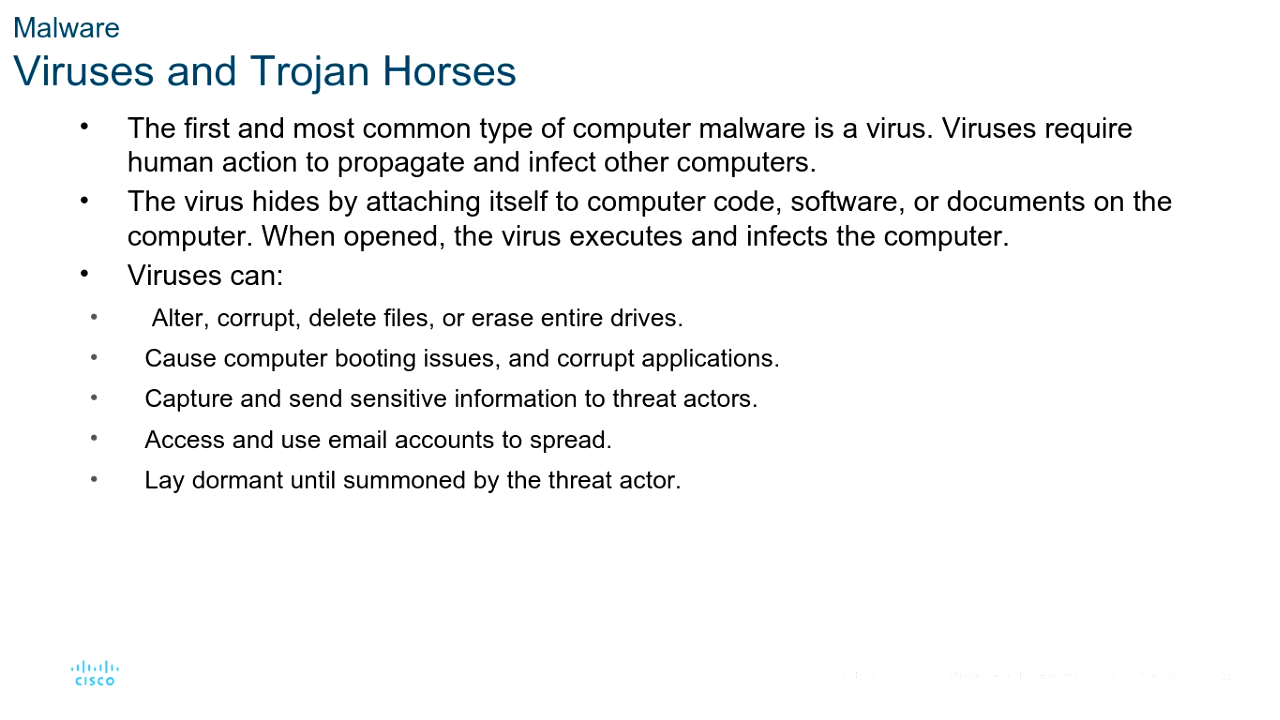 Malware
Viruses and Trojan Horses
• The first and most common type of computer malware is a virus. Viruses require
human action to propagate and infect other computers.
• The virus hides by attaching itself to computer code, software, or documents on the
computer. When opened, the virus executes and infects the computer.
• Viruses can:
• Alter, corrupt, delete files, or erase entire drives.
• Cause computer booting issues, and corrupt applications.
• Capture and send sensitive information to threat actors.
• Access and use email accounts to spread.
• Lay dormant until summoned by the threat actor.
CISCO